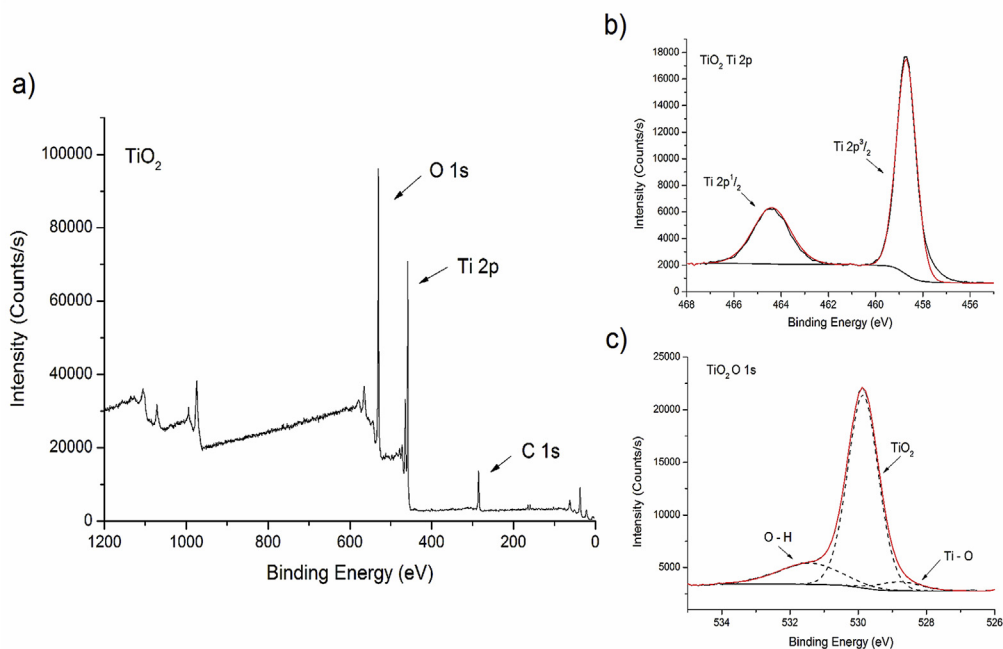 a)
TiO₂
O 1s
Ti 2p
C 1s
100000
80000
60000
40000
20000
0
1200 1000 800 600 400 200 0
Intensity (Counts/s)
Binding Energy (eV)
b)
TiO₂ Ti 2p
Ti 2p³/₂
Ti 2p¹/₂
18000
16000
14000
12000
10000
8000
6000
4000
2000
0
468 466 464 462 460 458 456
Intensity (Counts/s)
Binding Energy (eV)
c)
TiO₂ O 1s
TiO₂
O - H
Ti - O
25000
20000
15000
10000
5000
534 532 530 528 526
Intensity (Counts/s)
Binding Energy (eV)